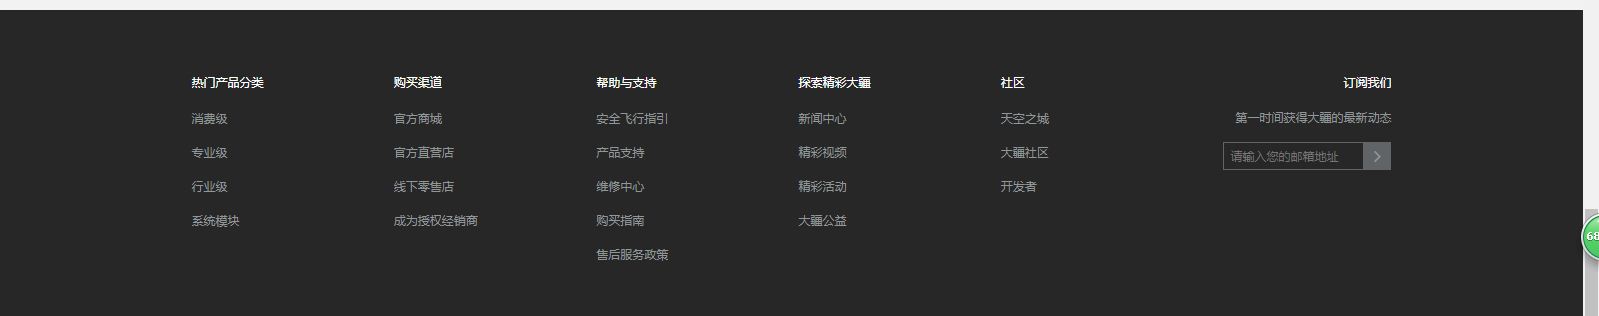 热门产品分类
消费级
专业级
行业级
系统模块
购买渠道
官方商城
官方直营店
线下零售店
成为授权经销商
帮助与支持
安全飞行指引
产品支持
维修中心
购买指南
售后服务政策
探索精彩大疆
新闻中心
精彩视频
精彩活动
大疆公益
社区
天空之城
大疆社区
开发者
订阅我们
第一时间获得大疆的最新动态
请输入您的邮箱地址
68